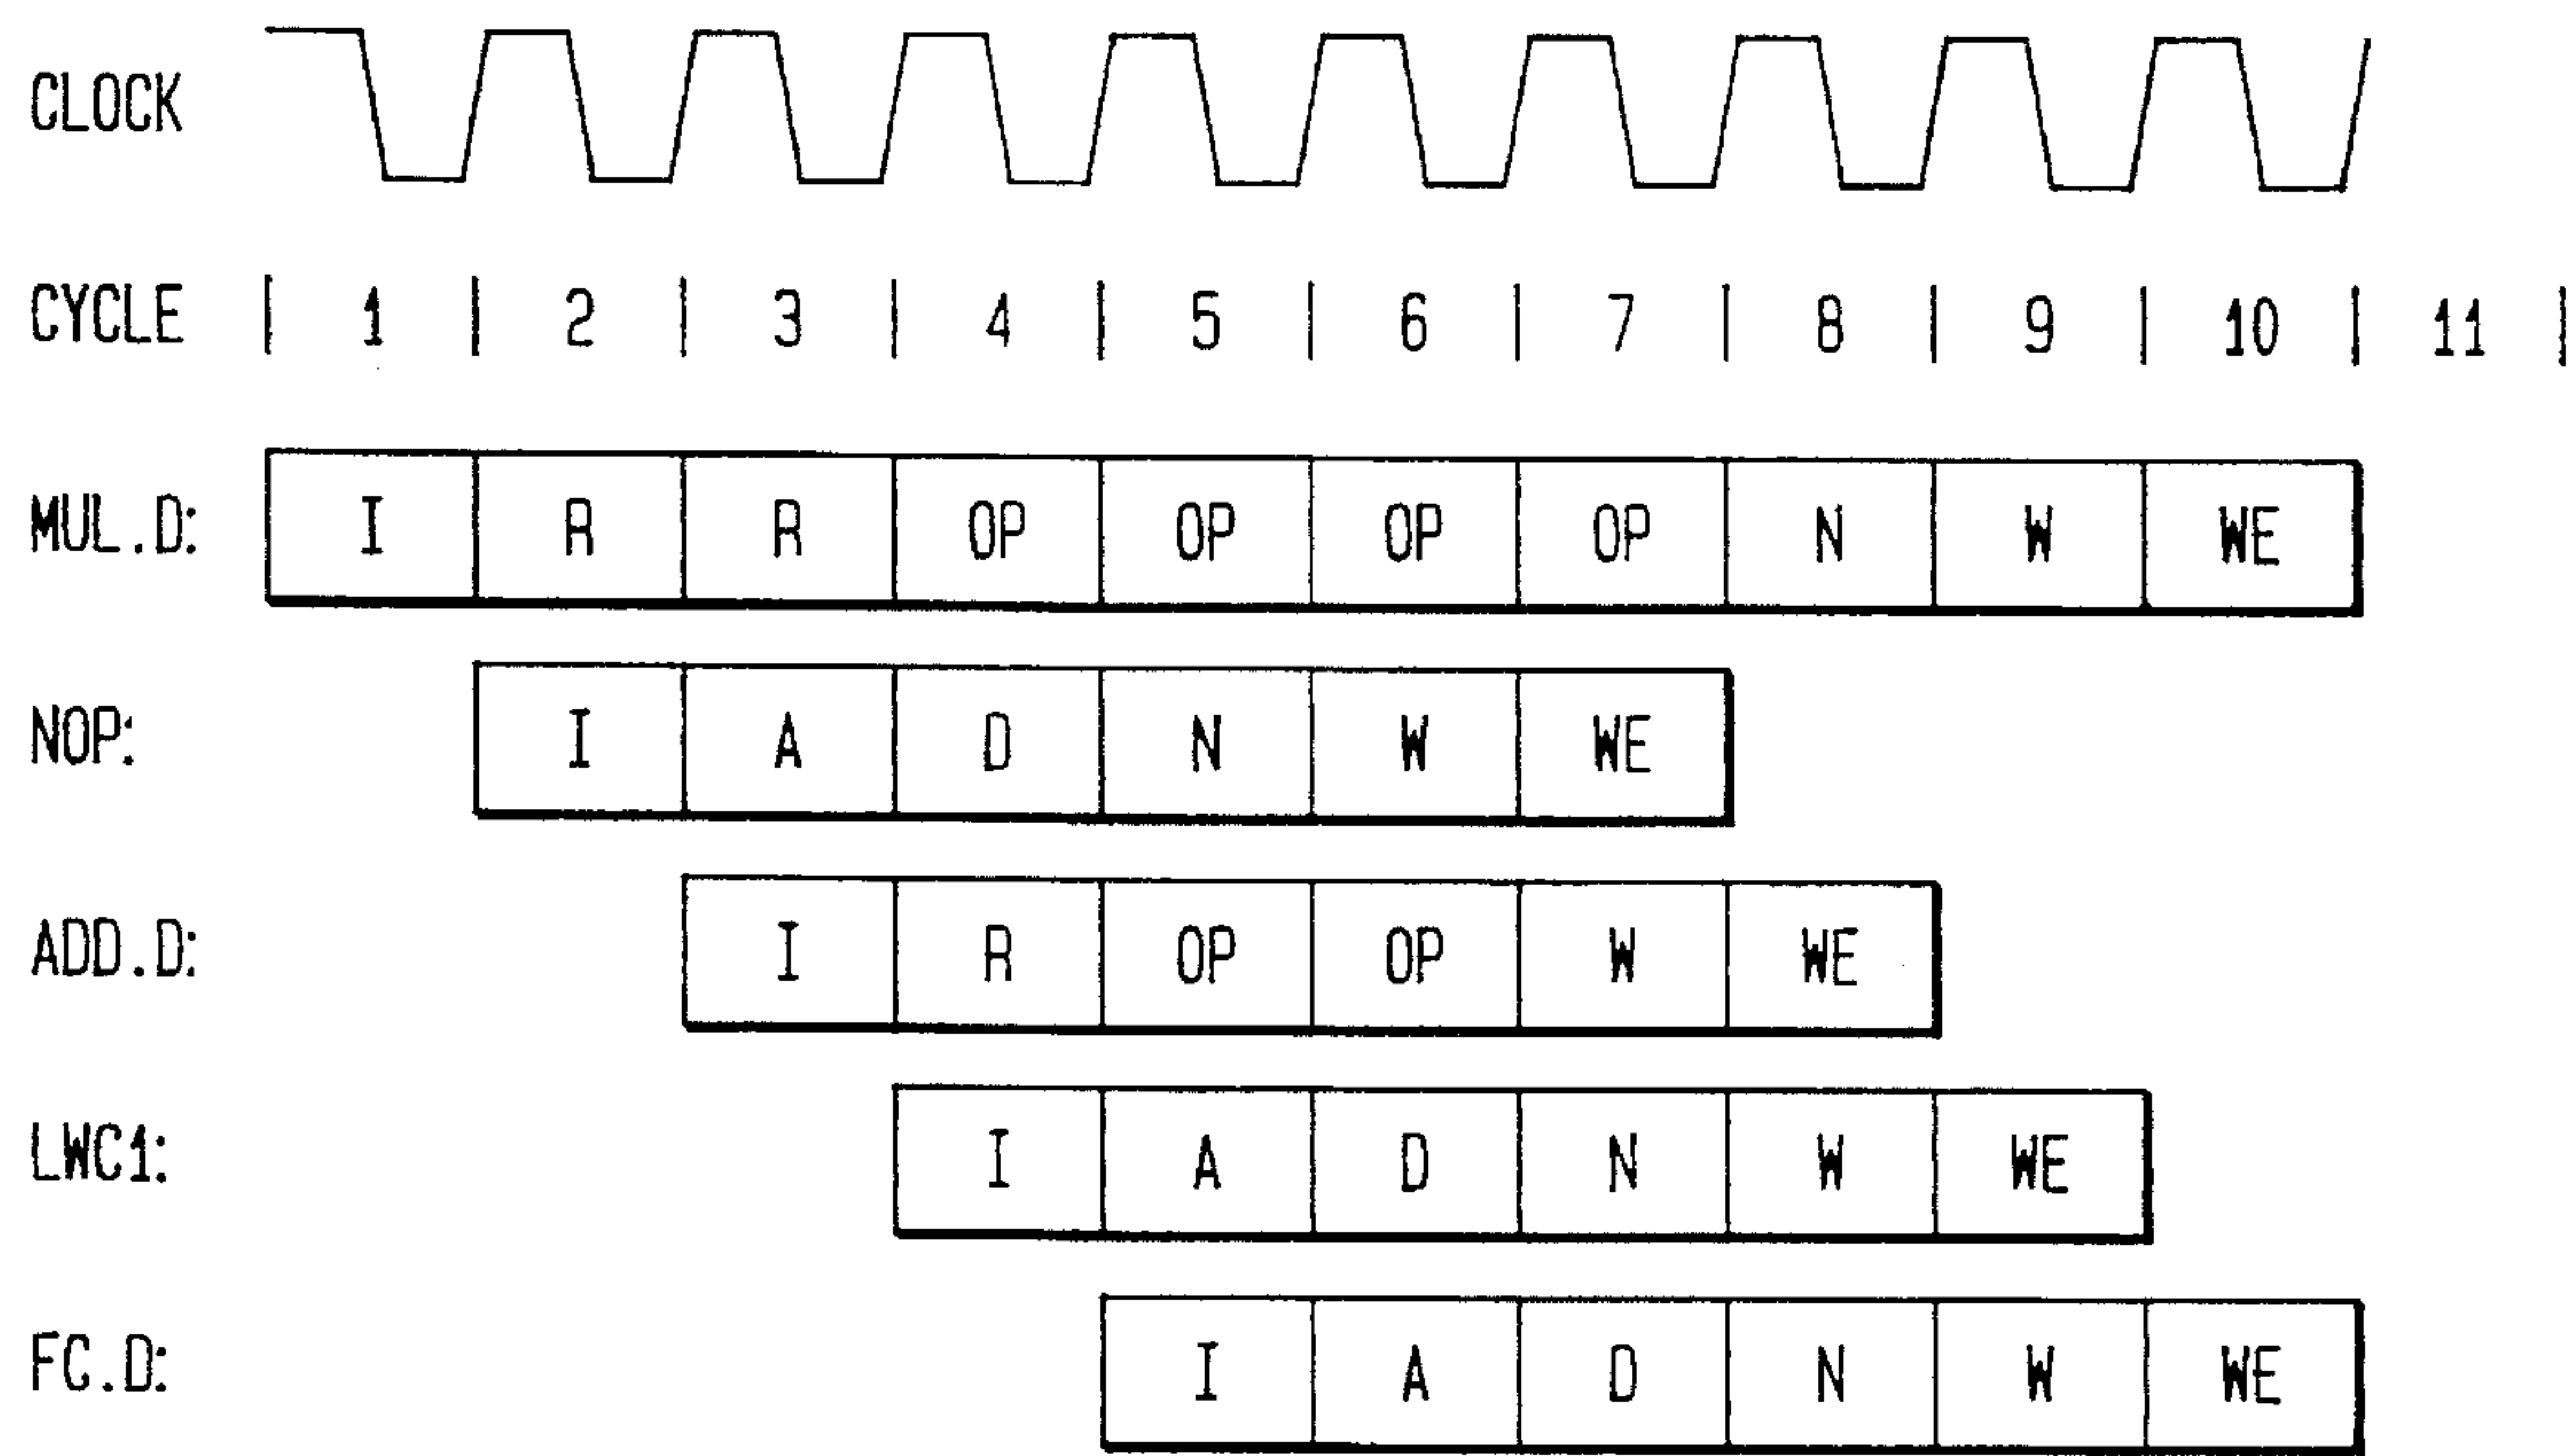 CLOCK
CYCLE | 1 | 2 | 3 | 4 | 5 | 6 | 7 | 8 | 9 | 10 | 11 |
MUL.D: I R R OP OP OP OP N W WE
NOP: I A D N W WE
ADD.D: I R OP OP W WE
LWC1: I A D N W WE
FC.D: I A D N W WE